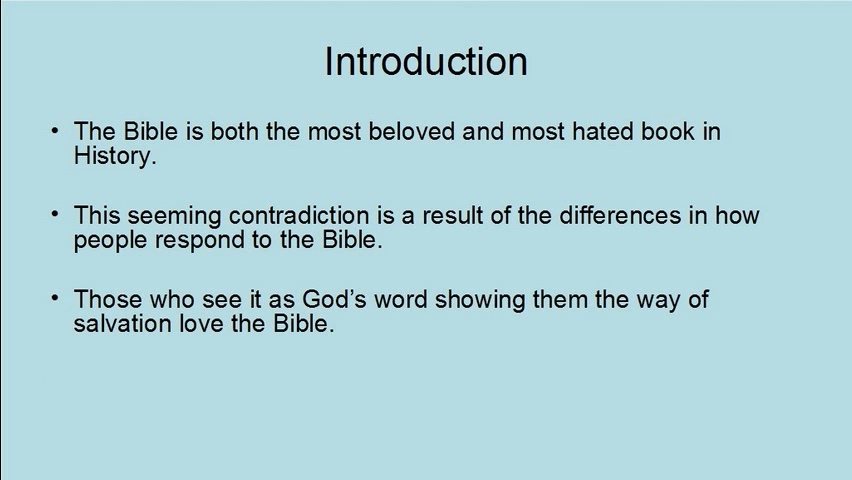 Introduction
• The Bible is both the most beloved and most hated book in
History.
• This seeming contradiction is a result of the differences in how
people respond to the Bible.
• Those who see it as God’s word showing them the way of
salvation love the Bible.